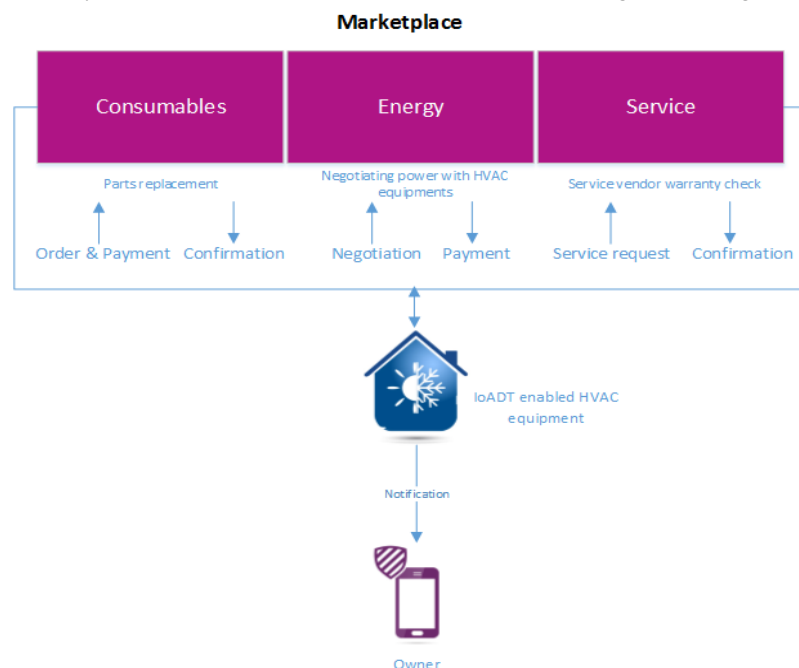 Marketplace
Consumables
Energy
Service
Parts replacement
Negotiating power with HVAC
equipments
Service vendor warranty check
Order & Payment
Confirmation
Negotiation
Payment
Service request
Confirmation
IoADT enabled HVAC
equipment
Notification
Owner